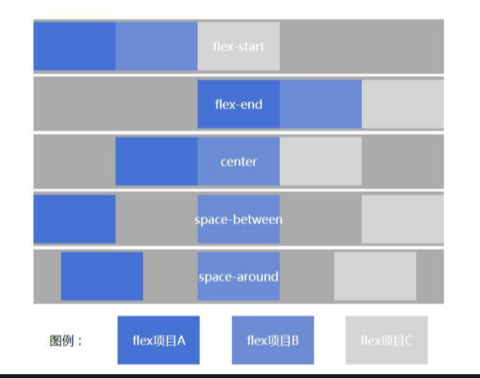 flex-start
flex-end
center
space-between
space-around
图例： flex项目A flex项目B flex项目C